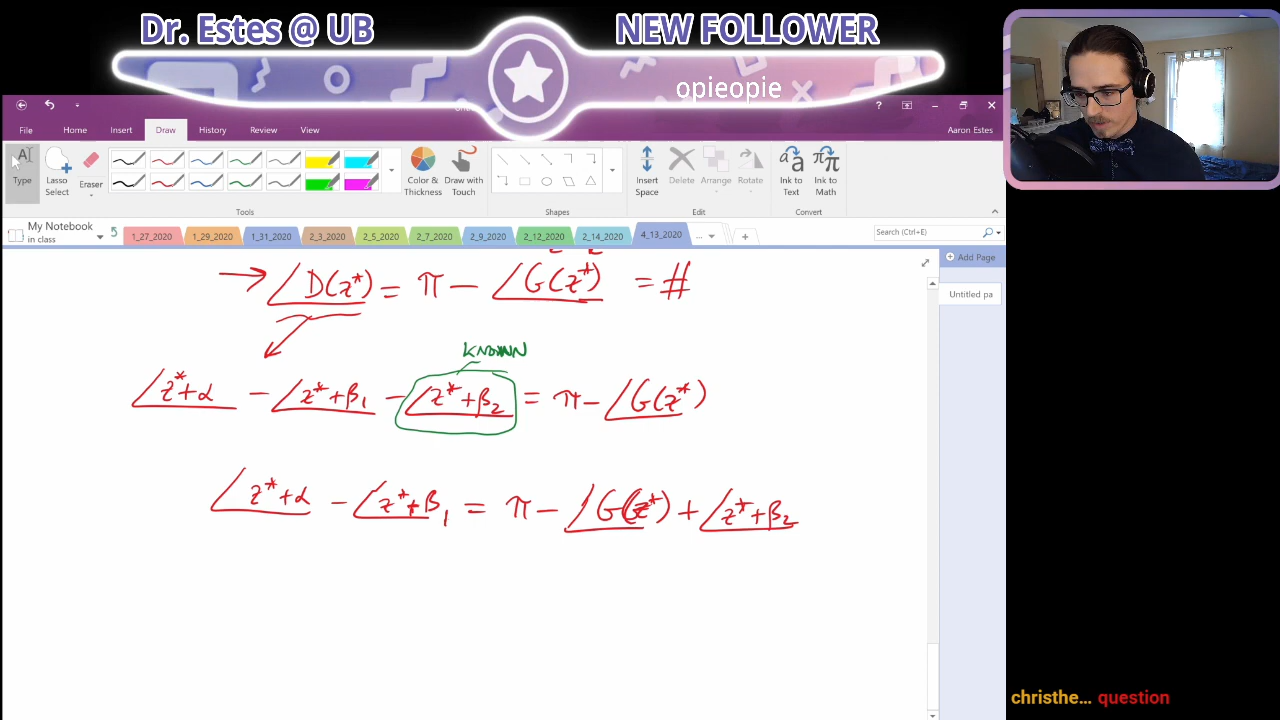 Dr. Estes @ UB
NEW FOLLOWER
opieopie
File Home Insert Draw History Review View
Aaron Estes
Type
Lasso Select
Eraser
Color & Thickness
Draw with Touch
Insert Space
Delete
Arrange
Rotate
Ink to Text
Ink to Math
Tools
Shapes
Edit
Convert
My Notebook
in class
1_27_2020 1_29_2020 1_31_2020 2_3_2020 2_5_2020 2_7_2020 2_9_2020 2_12_2020 2_14_2020 4_13_2020 ...
Search (Ctrl+E)
Add Page
Untitled pa
→ ∠D(z*) = π − ∠G(z*) = #
KNOWN
∠z*+α − ∠z*+β₁ − ∠z*+β₂ = π − ∠G(z*)
∠z*+α − ∠z*+β₁ = π − ∠G(z*) + ∠z*+β₂
christhe… question